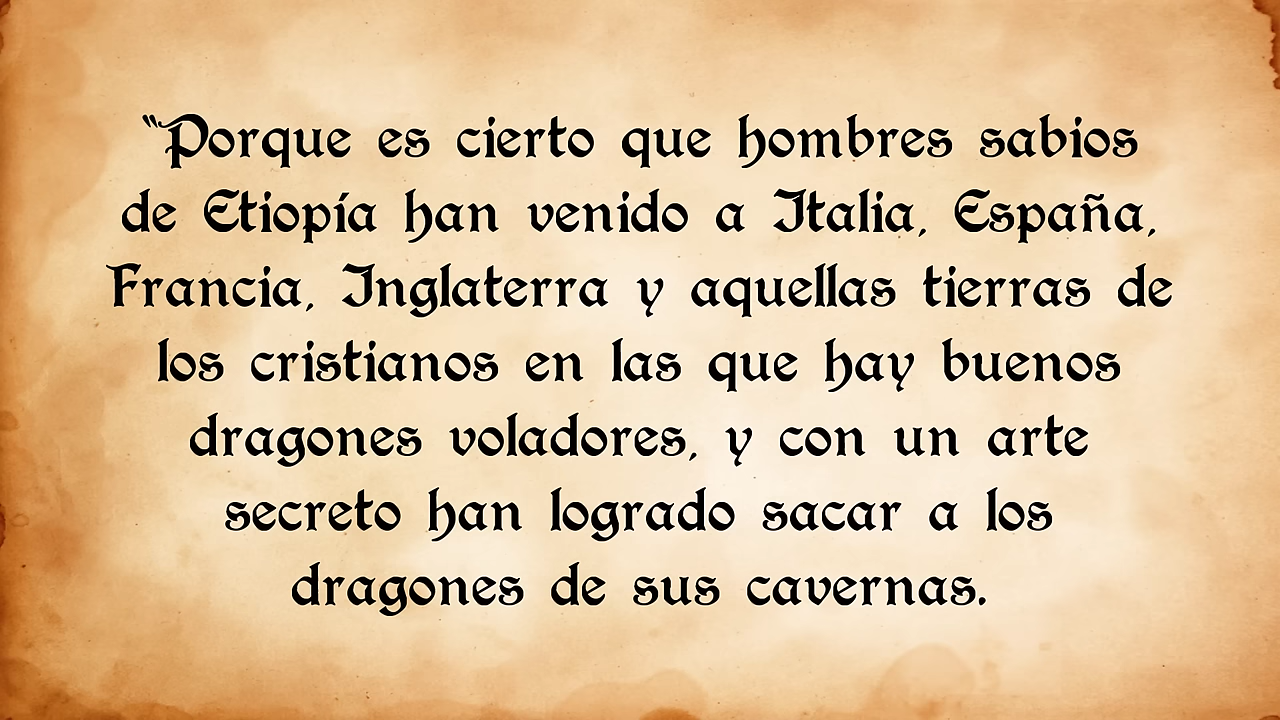 “Porque es cierto que hombres sabios
de Etiopía han venido a Italia, España,
Francia, Inglaterra y aquellas tierras de
los cristianos en las que hay buenos
dragones voladores, y con un arte
secreto han logrado sacar a los
dragones de sus cavernas.